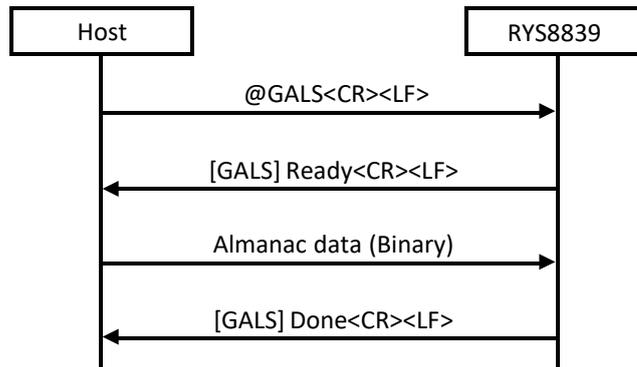 Host
RYS8839
@GALS<CR><LF>
[GALS] Ready<CR><LF>
Almanac data (Binary)
[GALS] Done<CR><LF>